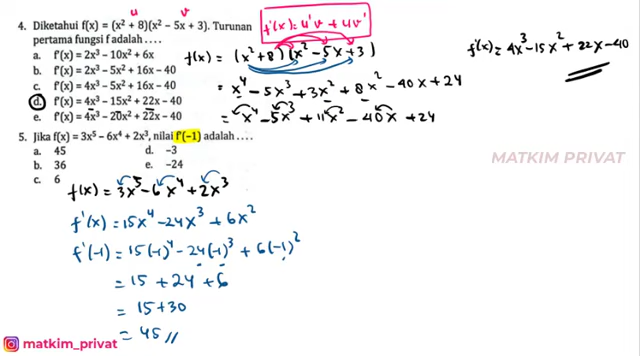 u v
4. Diketahui f(x) = (x² + 8)(x² – 5x + 3). Turunan
pertama fungsi f adalah . . . .
a. f'(x) = 2x³ – 10x² + 6x
b. f'(x) = 2x³ – 5x² + 16x – 40
c. f'(x) = 4x³ – 5x² + 16x – 40
d. f'(x) = 4x³ – 15x² + 22x – 40
e. f'(x) = 4x³ – 20x² + 22x – 40
f'(x) = u'v + uv'
f(x) = (x² + 8)(x² – 5x + 3)
= x⁴ – 5x³ + 3x² + 8x² – 40x + 24
= x⁴ – 5x³ + 11x² – 40x + 24
f'(x) = 4x³ – 15x² + 22x – 40
5. Jika f(x) = 3x⁵ – 6x⁴ + 2x³, nilai f'(–1) adalah . . . .
a. 45 d. –3
b. 36 e. –24
c. 6
MATKIM PRIVAT
f(x) = 3x⁵ – 6x⁴ + 2x³
f'(x) = 15x⁴ – 24x³ + 6x²
f'(-1) = 15(-1)⁴ – 24(-1)³ + 6(-1)²
= 15 + 24 + 6
= 15 + 30
= 45 //
matkim_privat